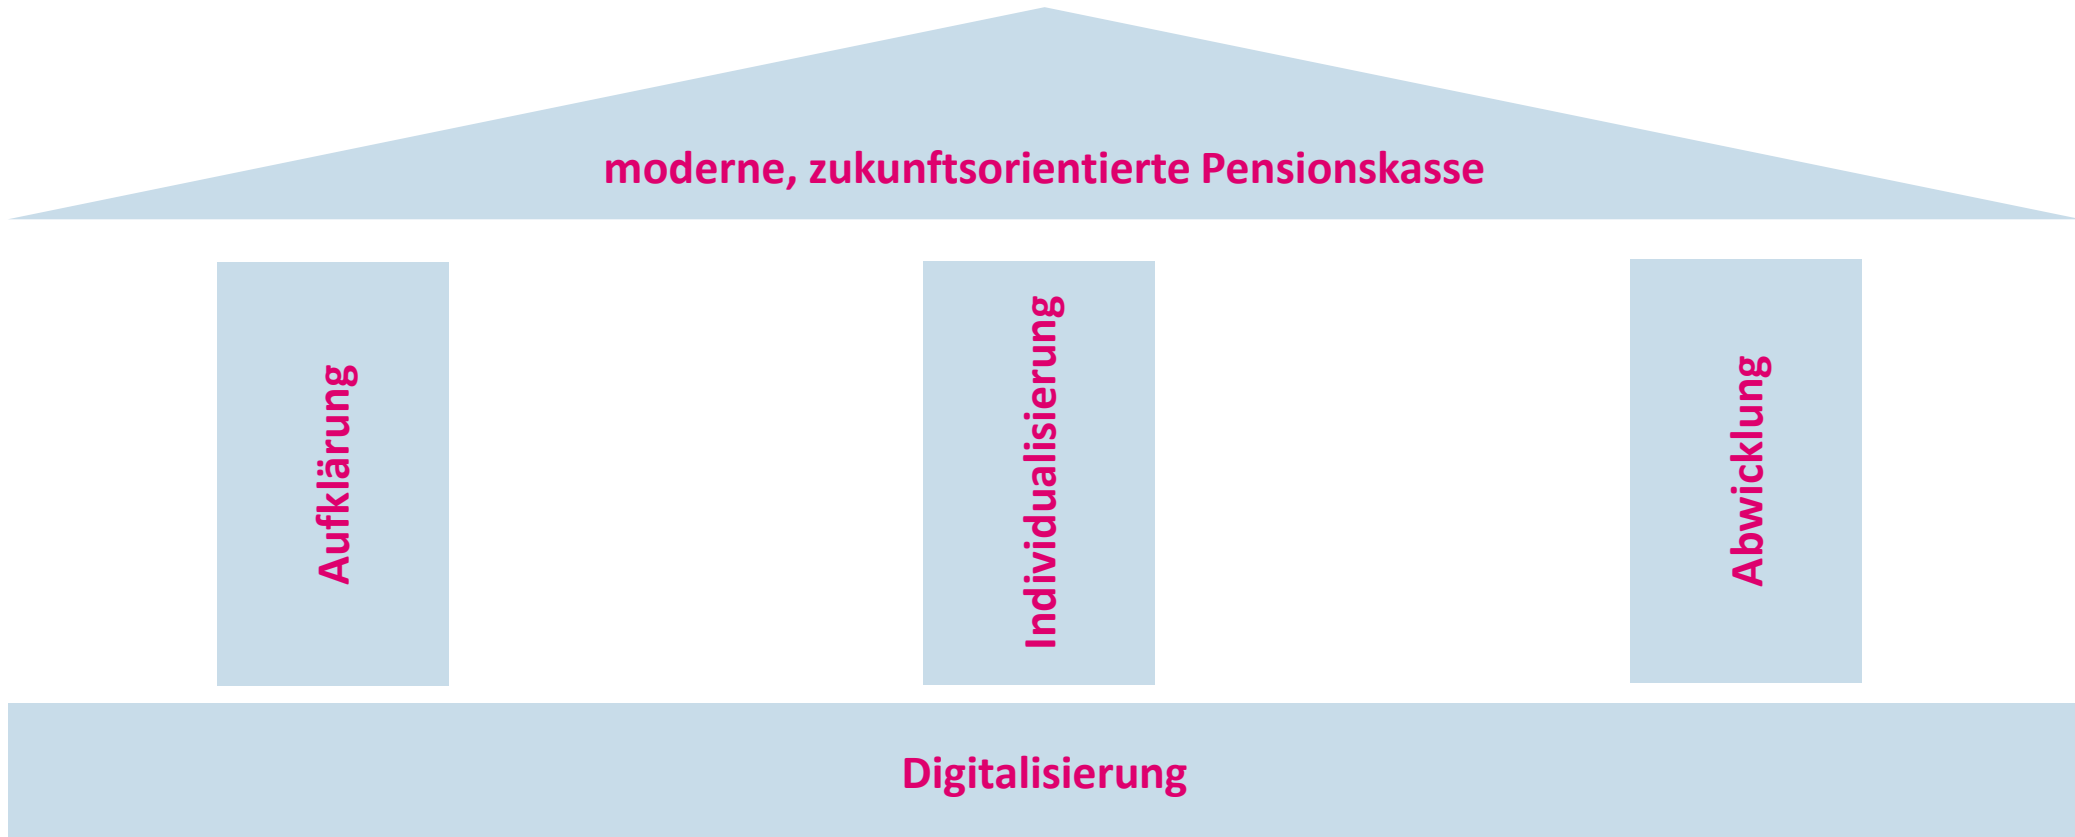 moderne, zukunftsorientierte Pensionskasse
Aufklärung
Individualisierung
Abwicklung
Digitalisierung